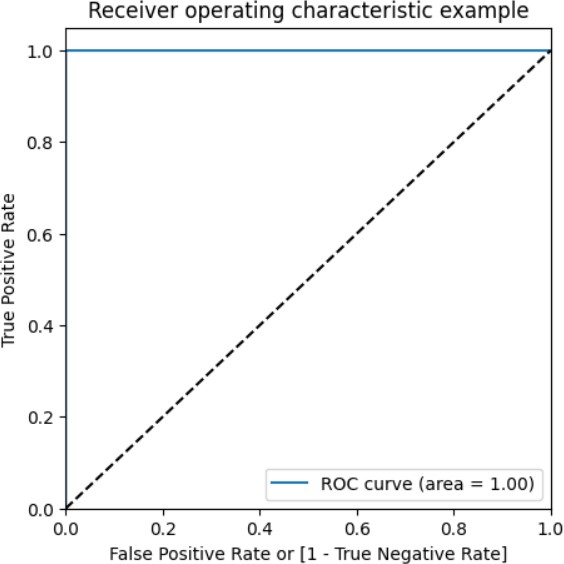 Receiver operating characteristic example
1.0
0.8
0.6
0.4
0.2
0.0
True Positive Rate
ROC curve (area = 1.00)
0.0 0.2 0.4 0.6 0.8 1.0
False Positive Rate or [1 - True Negative Rate]